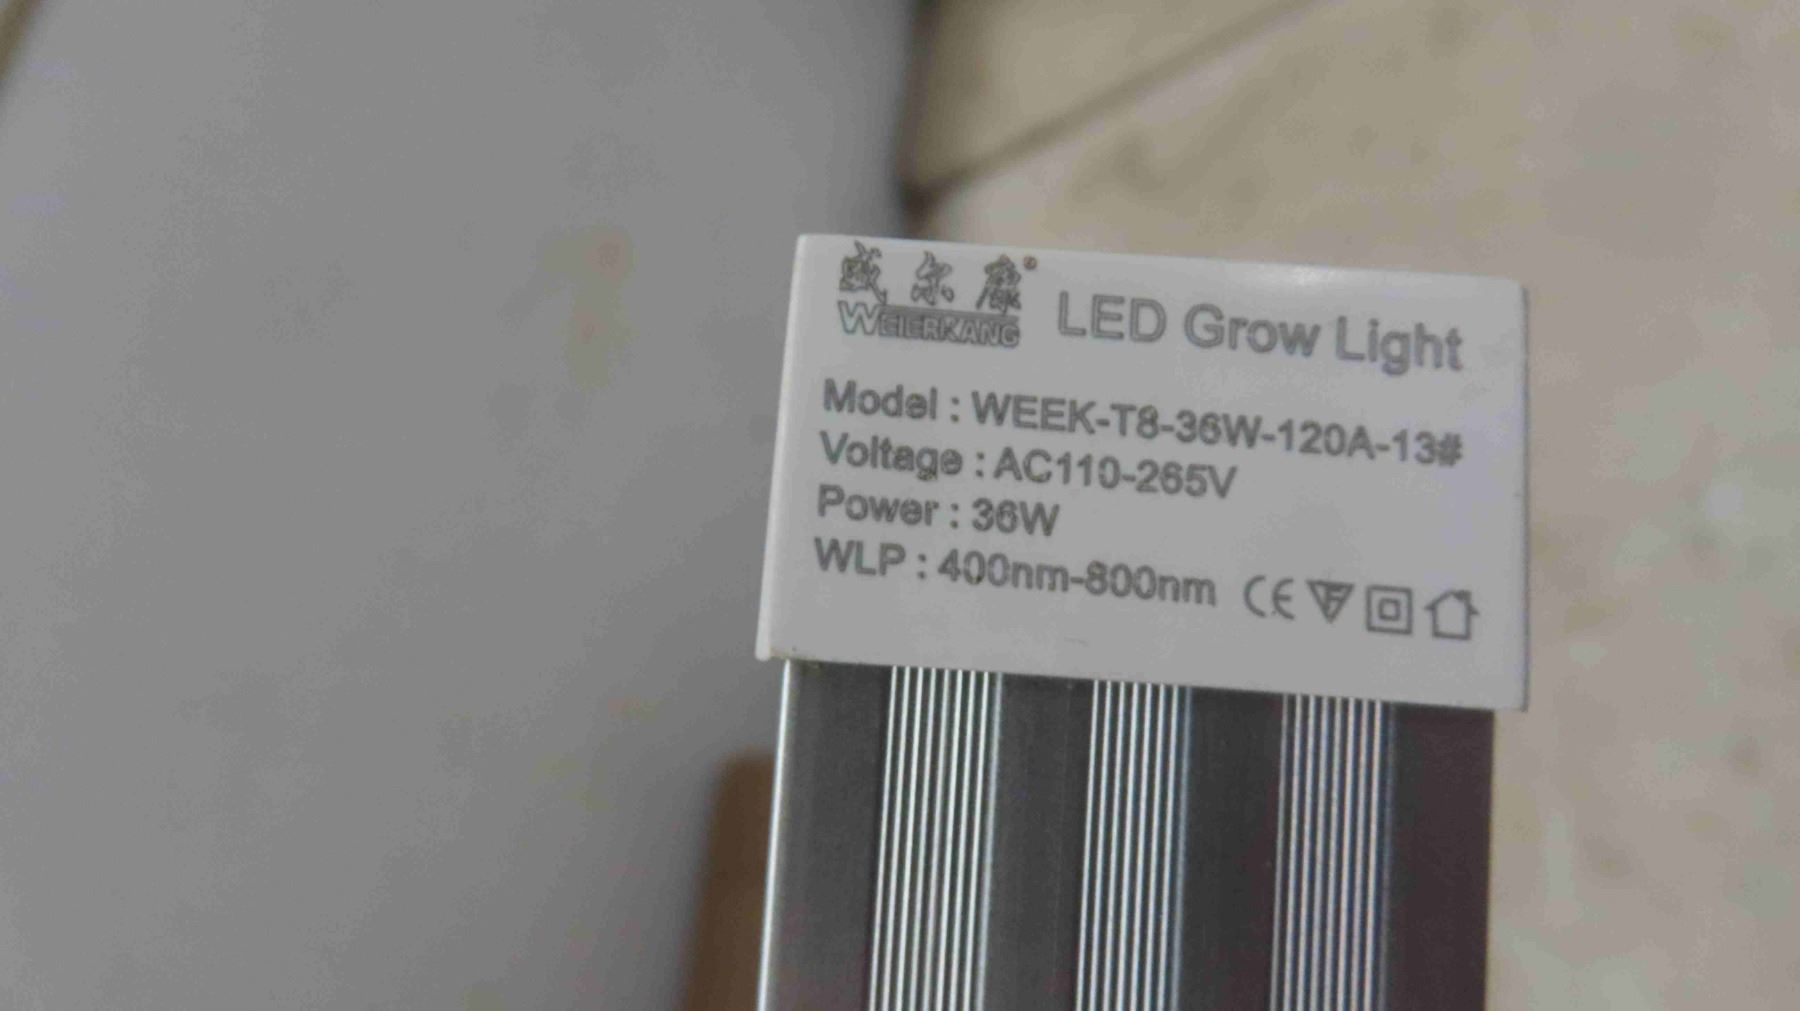 威尔康®
WEIERKANG
LED Grow Light
Model : WEEK-T8-36W-120A-13#
Voltage : AC110-265V
Power : 36W
WLP : 400nm-800nm CE F